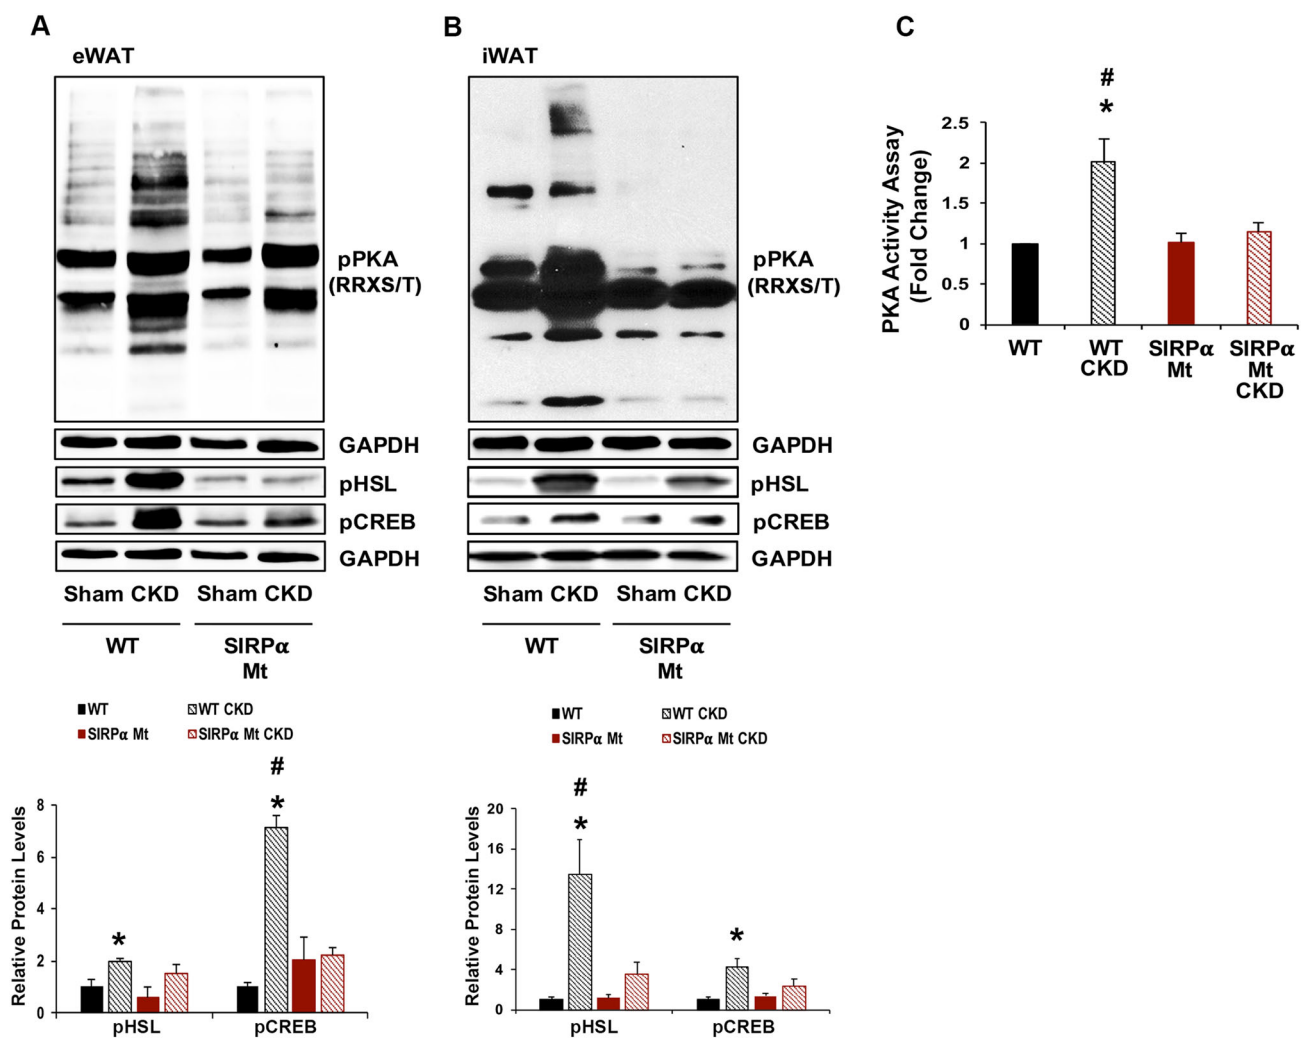 A
eWAT
pPKA
(RRXS/T)
GAPDH
pHSL
pCREB
GAPDH
Sham CKD Sham CKD
WT SIRPα
Mt
WT WT CKD
SIRPα Mt SIRPα Mt CKD
#
*
*
Relative Protein Levels
8
6
4
2
0
pHSL pCREB
B
iWAT
pPKA
(RRXS/T)
GAPDH
pHSL
pCREB
GAPDH
Sham CKD Sham CKD
WT SIRPα
Mt
WT WT CKD
SIRPα Mt SIRPα Mt CKD
#
*
*
Relative Protein Levels
20
16
12
8
4
0
pHSL pCREB
C
#
*
PKA Activity Assay
(Fold Change)
2.5
2
1.5
1
0.5
0
WT WT SIRPα SIRPα
CKD Mt Mt
CKD